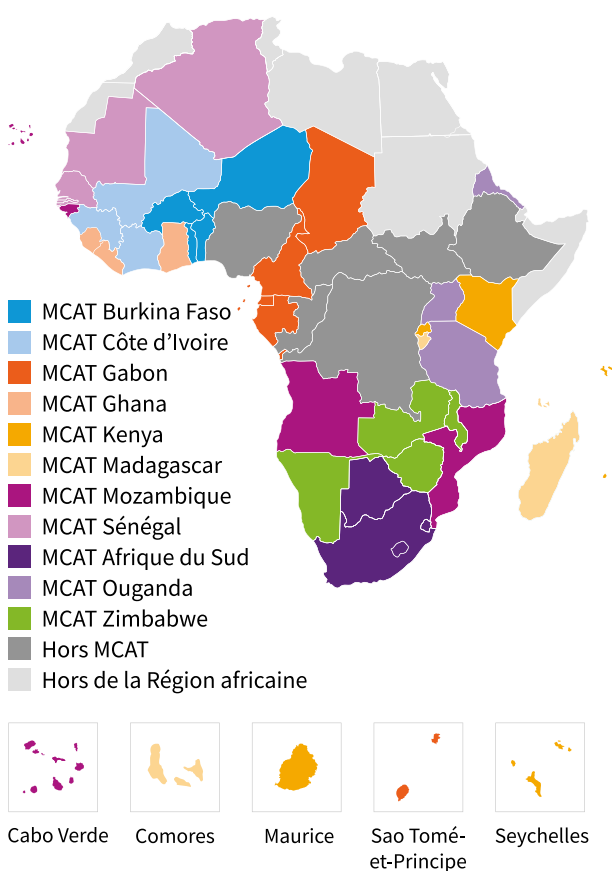 MCAT Burkina Faso
MCAT Côte d’Ivoire
MCAT Gabon
MCAT Ghana
MCAT Kenya
MCAT Madagascar
MCAT Mozambique
MCAT Sénégal
MCAT Afrique du Sud
MCAT Ouganda
MCAT Zimbabwe
Hors MCAT
Hors de la Région africaine
Cabo Verde
Comores
Maurice
Sao Tomé-
et-Principe
Seychelles